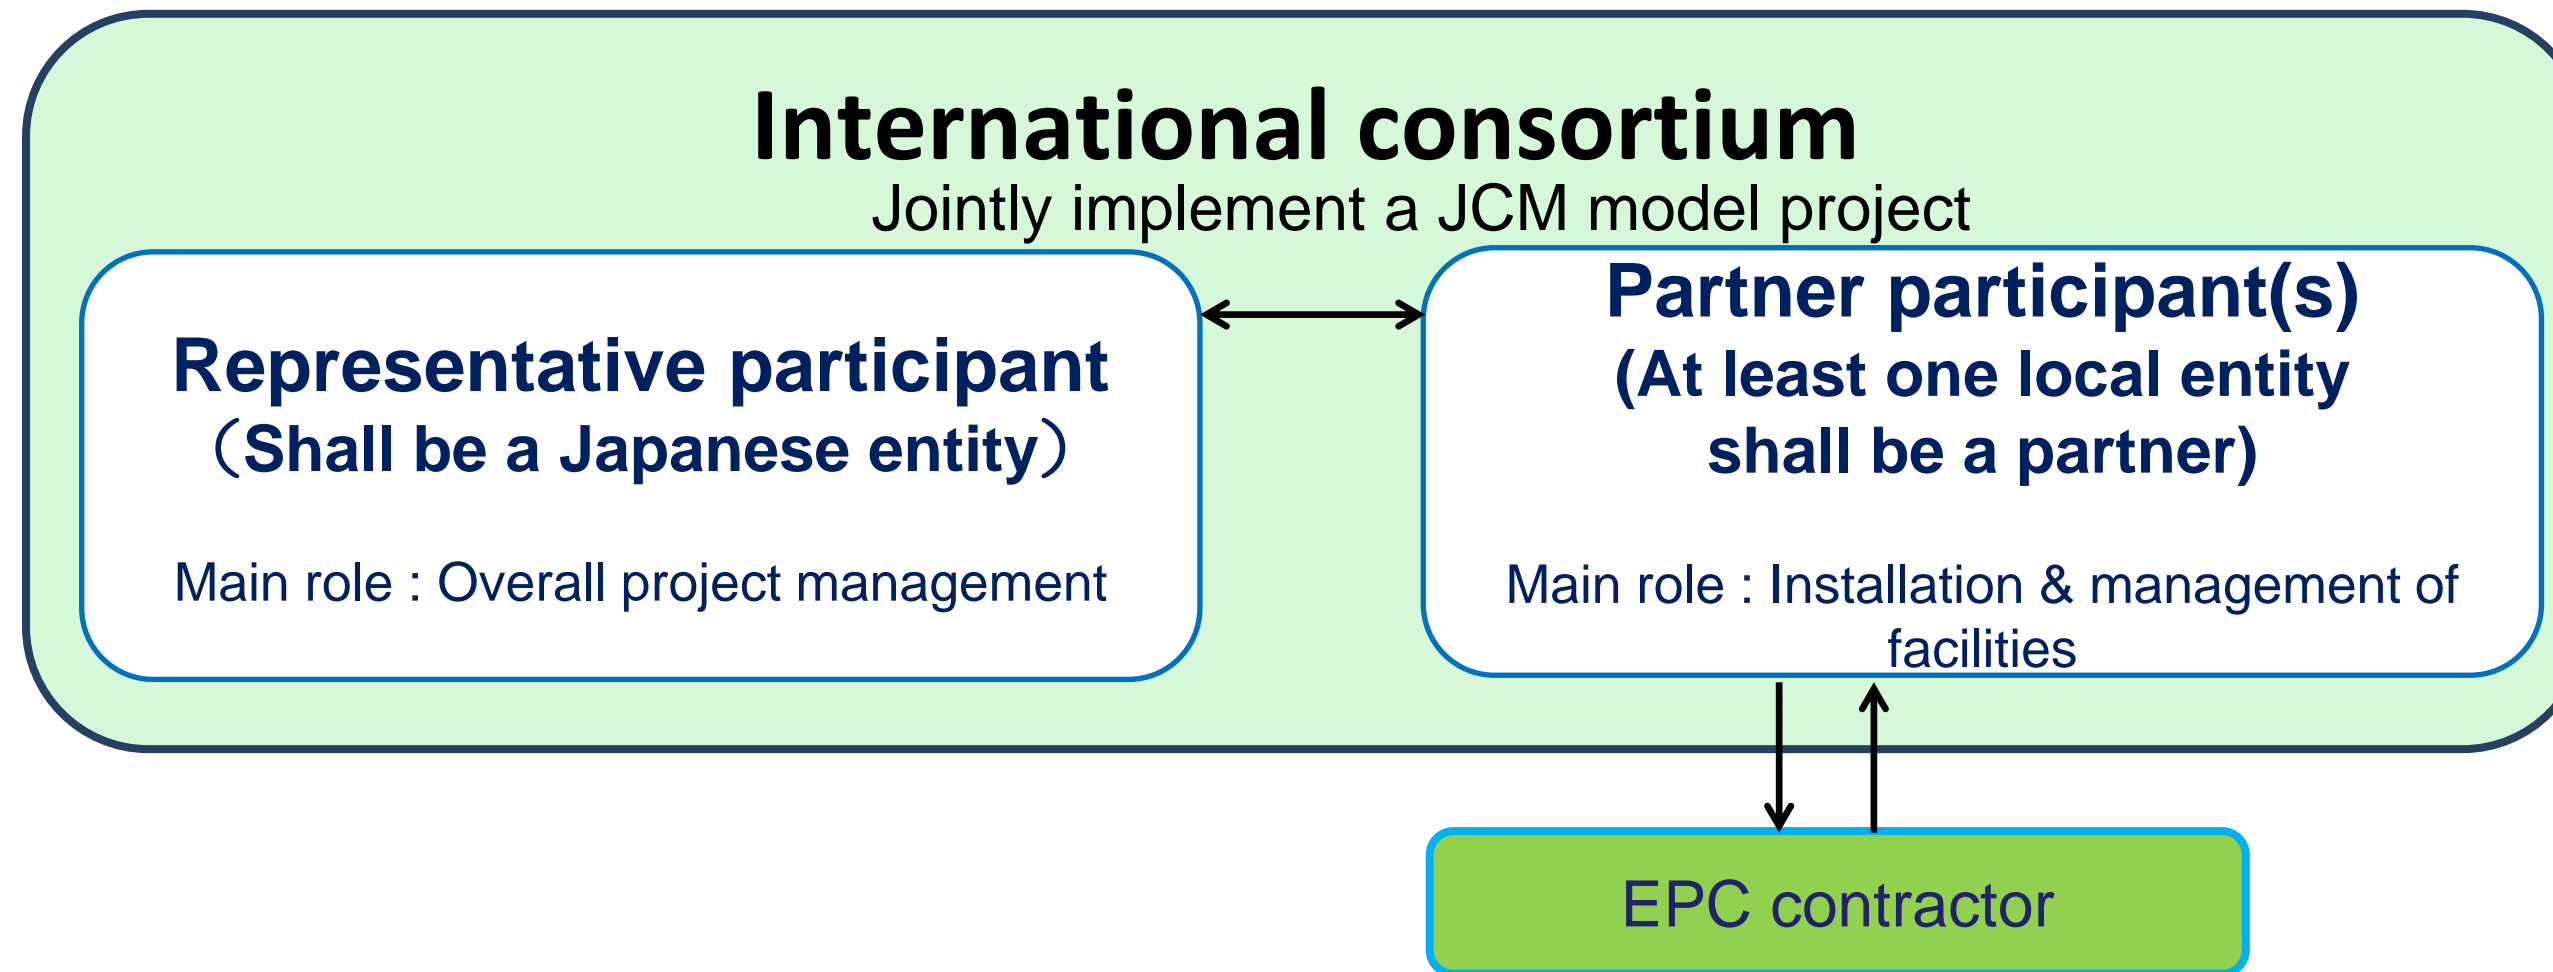 International consortium
Jointly implement a JCM model project
Representative participant
（Shall be a Japanese entity）
Main role : Overall project management
Partner participant(s)
(At least one local entity
shall be a partner)
Main role : Installation & management of
facilities
EPC contractor